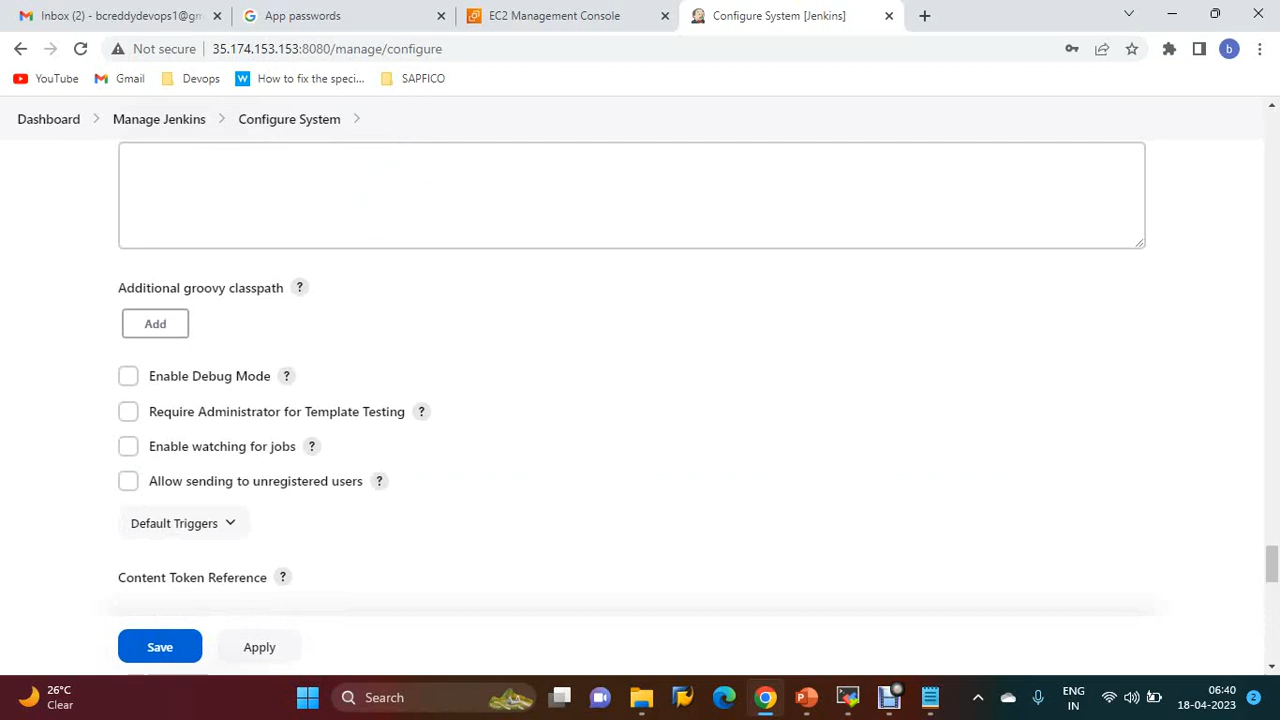 Inbox (2) - bcreddydevops1@gm
App passwords
EC2 Management Console
Configure System [Jenkins]
Not secure
35.174.153.153:8080/manage/configure
b
YouTube
Gmail
Devops
W
How to fix the speci...
SAPFICO
Dashboard
Manage Jenkins
Configure System
Additional groovy classpath ?
Add
Enable Debug Mode ?
Require Administrator for Template Testing ?
Enable watching for jobs ?
Allow sending to unregistered users ?
Default Triggers
Content Token Reference ?
Save
Apply
26°C
Clear
Search
ENG
IN
06:40
18-04-2023
2